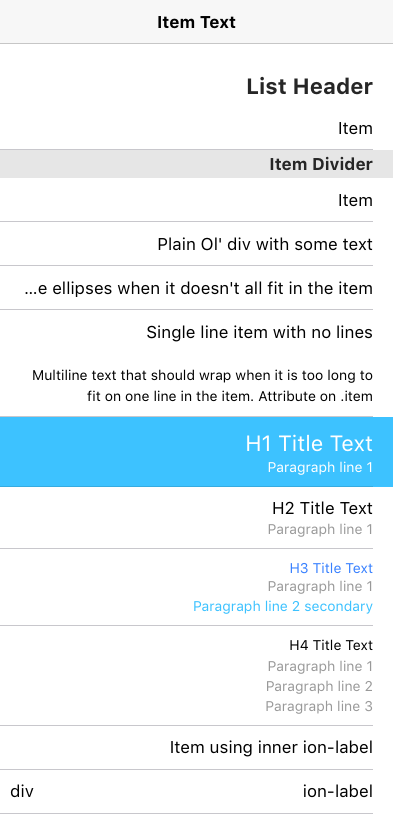 Item Text
List Header
Item
Item Divider
Item
Plain Ol' div with some text
...e ellipses when it doesn't all fit in the item
Single line item with no lines
Multiline text that should wrap when it is too long to
fit on one line in the item. Attribute on .item
H1 Title Text
Paragraph line 1
H2 Title Text
Paragraph line 1
H3 Title Text
Paragraph line 1
Paragraph line 2 secondary
H4 Title Text
Paragraph line 1
Paragraph line 2
Paragraph line 3
Item using inner ion-label
div ion-label